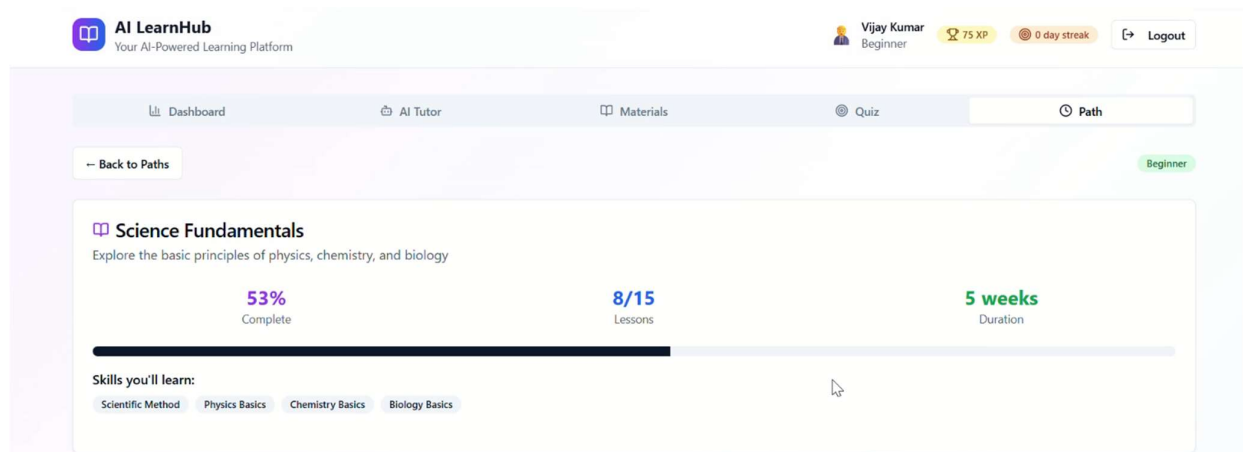 AI LearnHub
Your AI-Powered Learning Platform
Vijay Kumar
Beginner
75 XP
0 day streak
Logout
Dashboard
AI Tutor
Materials
Quiz
Path
← Back to Paths
Beginner
Science Fundamentals
Explore the basic principles of physics, chemistry, and biology
53%
Complete
8/15
Lessons
5 weeks
Duration
Skills you'll learn:
Scientific Method Physics Basics Chemistry Basics Biology Basics